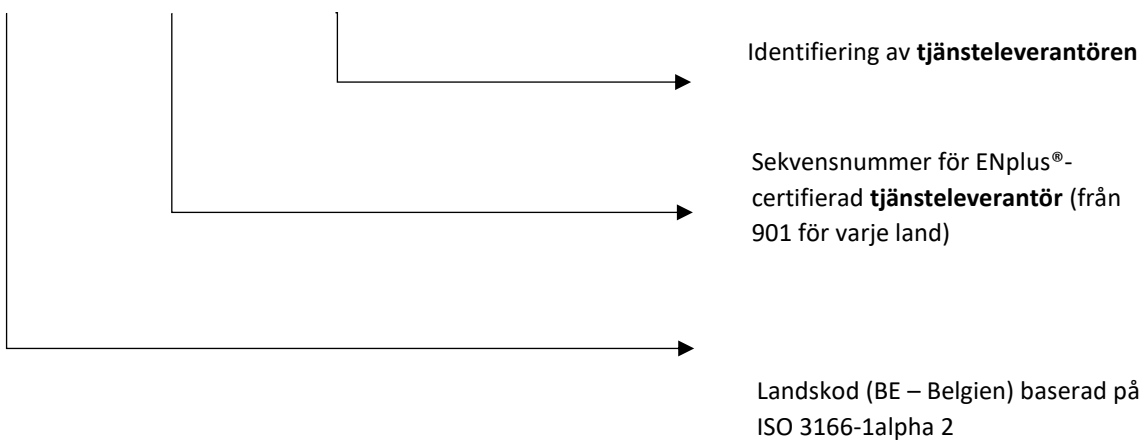 Identifiering av tjänsteleverantören
Sekvensnummer för ENplus®-
certifierad tjänsteleverantör (från
901 för varje land)
Landskod (BE – Belgien) baserad på
ISO 3166-1alpha 2